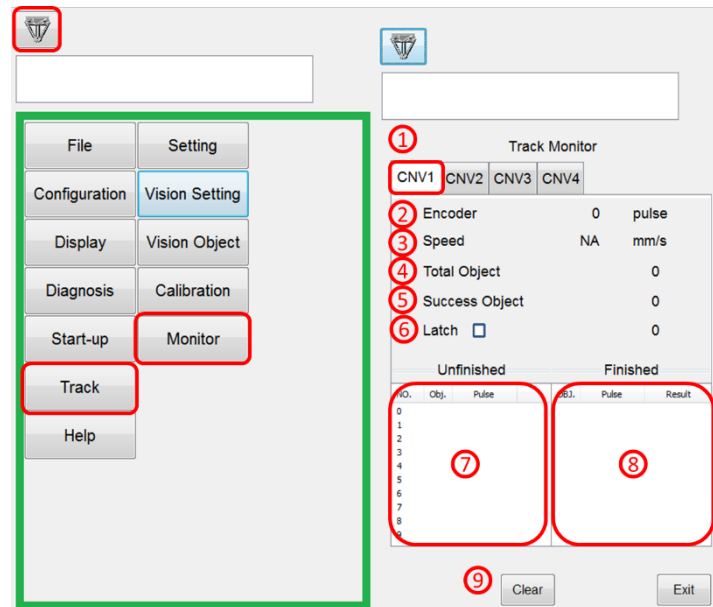 File Setting
Configuration Vision Setting
Display Vision Object
Diagnosis Calibration
Start-up Monitor
Track
Help
① Track Monitor
CNV1 CNV2 CNV3 CNV4
② Encoder 0 pulse
③ Speed NA mm/s
④ Total Object 0
⑤ Success Object 0
⑥ Latch 0
Unfinished Finished
NO. Obj. Pulse OBJ. Pulse Result
0
1
2
3
4
5
6
7
8
9
⑦ ⑧
⑨ Clear Exit